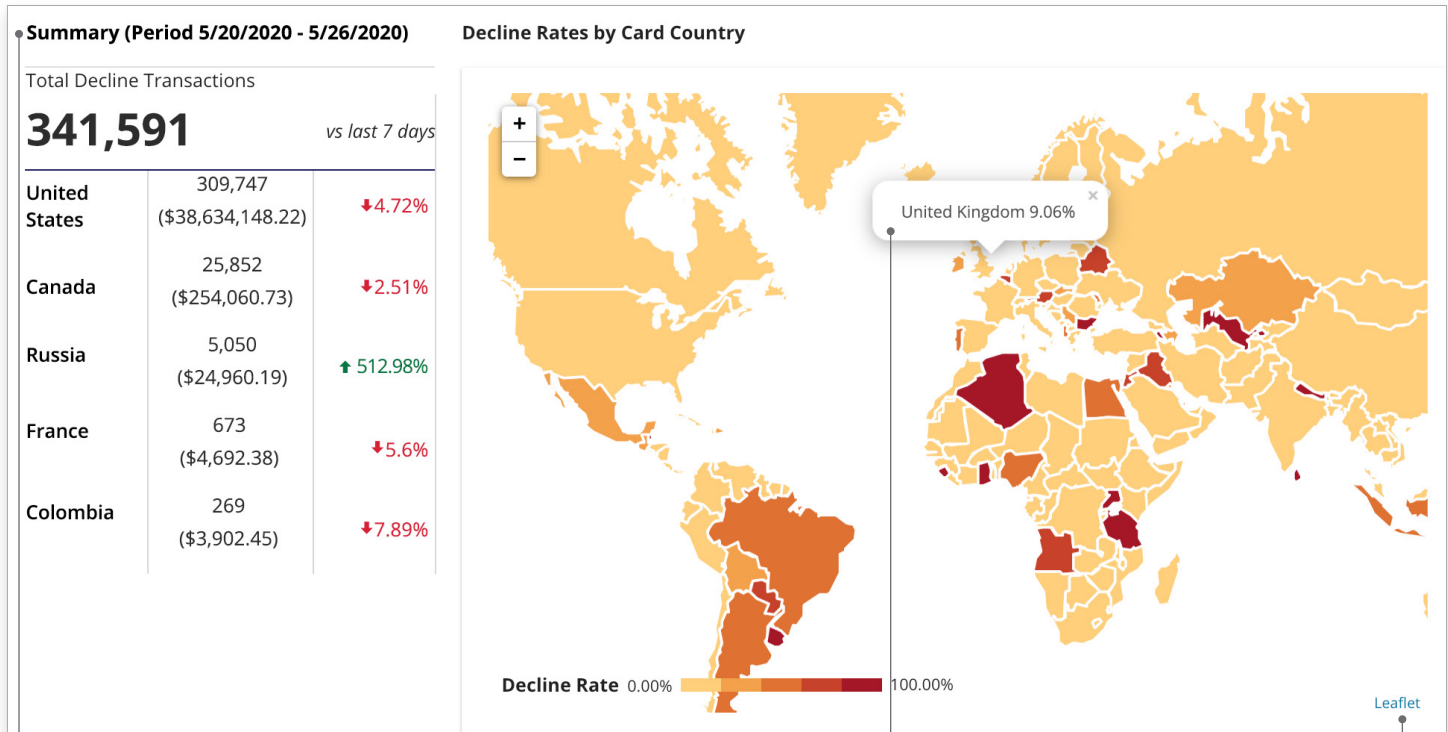 Summary (Period 5/20/2020 - 5/26/2020)
Total Decline Transactions
341,591
vs last 7 days
United
States
309,747
($38,634,148.22)
4.72%
Canada
25,852
($254,060.73)
2.51%
Russia
5,050
($24,960.19)
512.98%
France
673
($4,692.38)
5.6%
Colombia
269
($3,902.45)
7.89%
Decline Rates by Card Country
+
−
United Kingdom 9.06%
×
Decline Rate 0.00% 100.00%
Leaflet